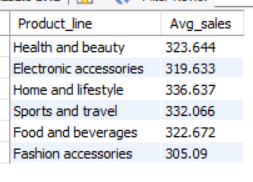 Product_line Avg_sales
Health and beauty 323.644
Electronic accessories 319.633
Home and lifestyle 336.637
Sports and travel 332.066
Food and beverages 322.672
Fashion accessories 305.09